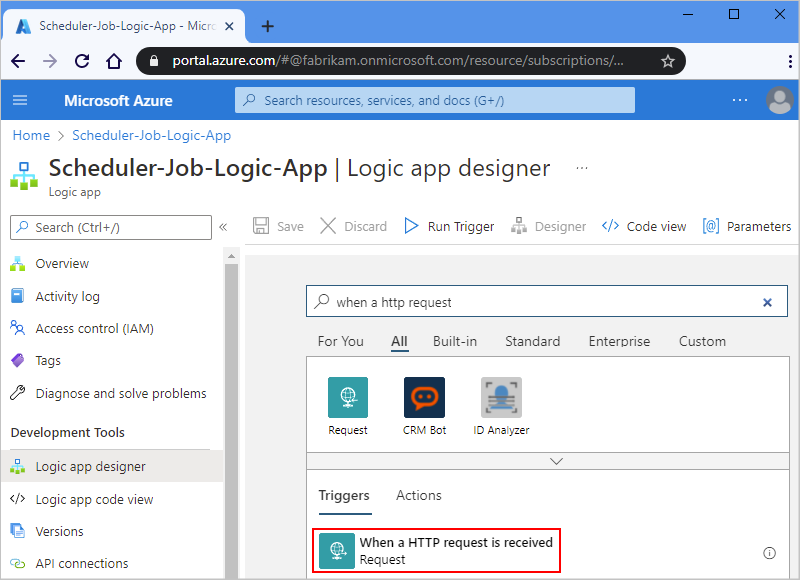 Scheduler-Job-Logic-App - Micro
portal.azure.com/#@fabrikam.onmicrosoft.com/resource/subscriptions/...
Microsoft Azure
Search resources, services, and docs (G+/)
Home > Scheduler-Job-Logic-App
Scheduler-Job-Logic-App | Logic app designer ...
Logic app
Search (Ctrl+/)
Save
Discard
Run Trigger
Designer
Code view
Parameters
Overview
Activity log
Access control (IAM)
Tags
Diagnose and solve problems
Development Tools
Logic app designer
Logic app code view
Versions
API connections
when a http request
For You
All
Built-in
Standard
Enterprise
Custom
Request
CRM Bot
ID Analyzer
Triggers
Actions
When a HTTP request is received
Request